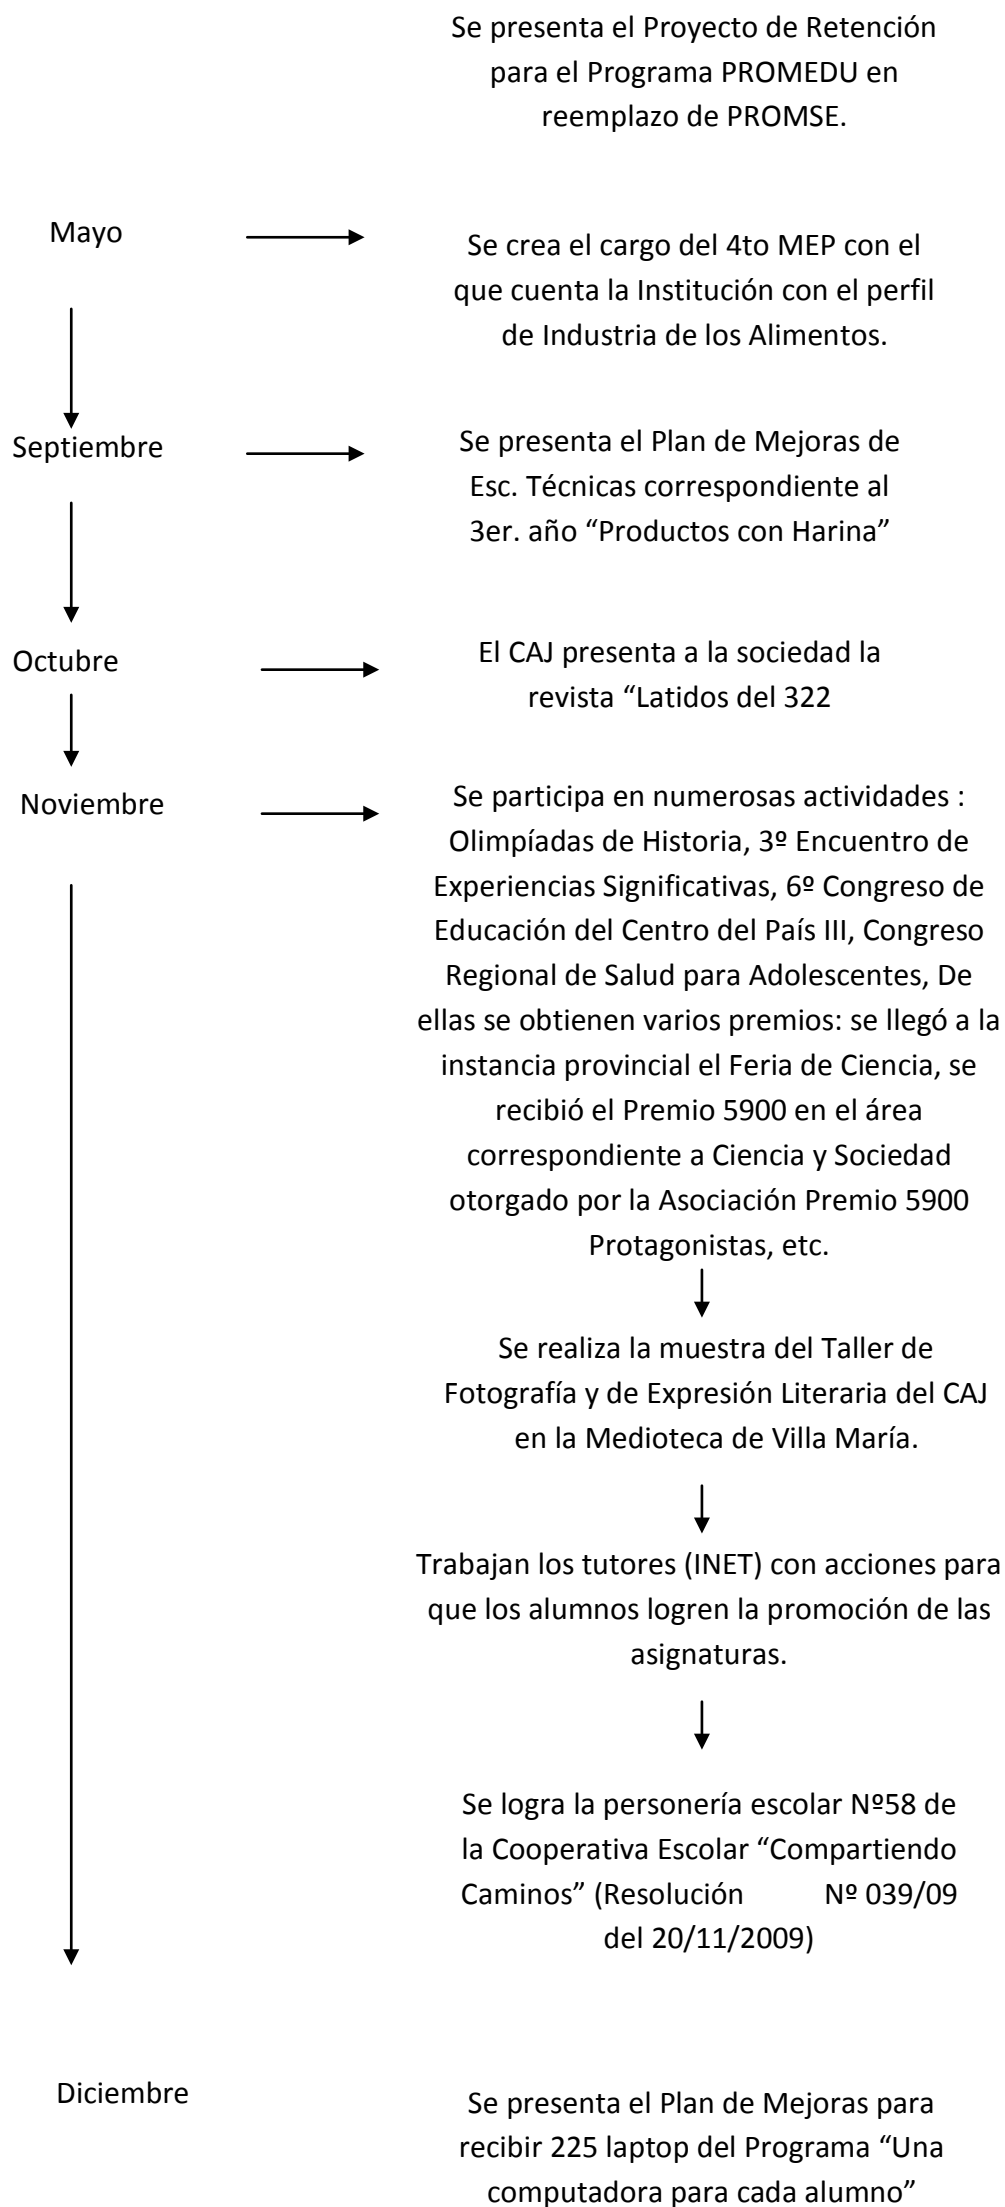 Se presenta el Proyecto de Retención
para el Programa PROMEDU en
reemplazo de PROMSE.
Mayo
Se crea el cargo del 4to MEP con el
que cuenta la Institución con el perfil
de Industria de los Alimentos.
Septiembre
Se presenta el Plan de Mejoras de
Esc. Técnicas correspondiente al
3er. año “Productos con Harina”
Octubre
El CAJ presenta a la sociedad la
revista “Latidos del 322
Noviembre
Se participa en numerosas actividades :
Olimpíadas de Historia, 3º Encuentro de
Experiencias Significativas, 6º Congreso de
Educación del Centro del País III, Congreso
Regional de Salud para Adolescentes, De
ellas se obtienen varios premios: se llegó a la
instancia provincial el Feria de Ciencia, se
recibió el Premio 5900 en el área
correspondiente a Ciencia y Sociedad
otorgado por la Asociación Premio 5900
Protagonistas, etc.
Se realiza la muestra del Taller de
Fotografía y de Expresión Literaria del CAJ
en la Medioteca de Villa María.
Trabajan los tutores (INET) con acciones para
que los alumnos logren la promoción de las
asignaturas.
Se logra la personería escolar Nº58 de
la Cooperativa Escolar “Compartiendo
Caminos” (Resolución Nº 039/09
del 20/11/2009)
Diciembre
Se presenta el Plan de Mejoras para
recibir 225 laptop del Programa “Una
computadora para cada alumno”